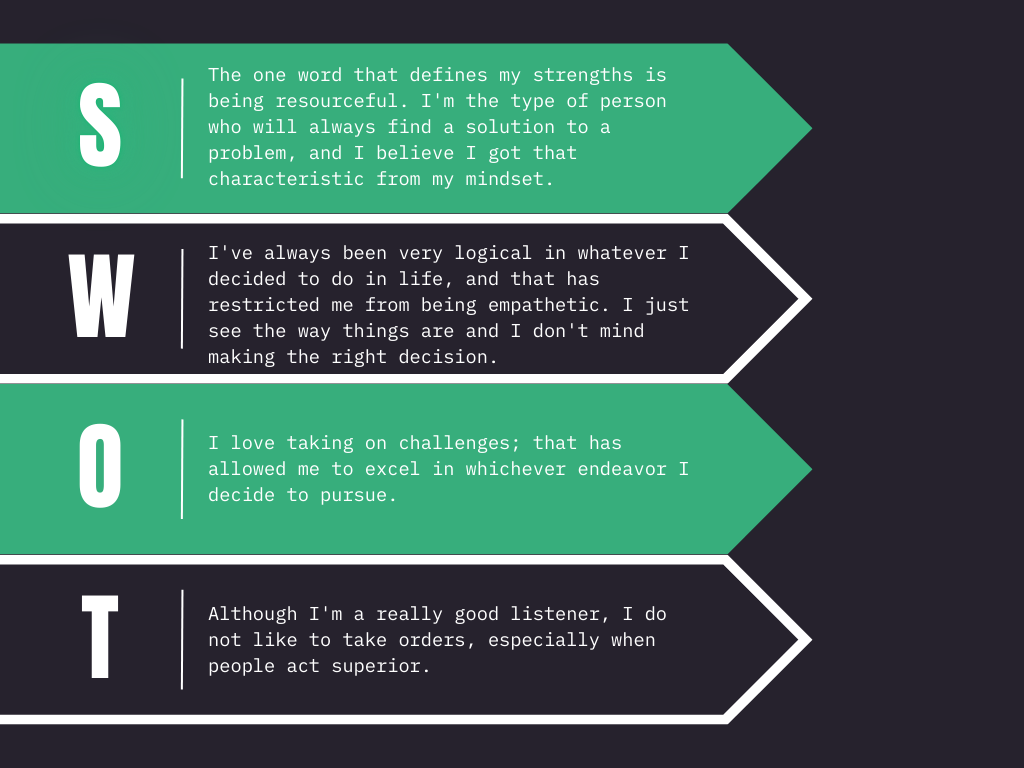 S
The one word that defines my strengths is
being resourceful. I'm the type of person
who will always find a solution to a
problem, and I believe I got that
characteristic from my mindset.
W
I've always been very logical in whatever I
decided to do in life, and that has
restricted me from being empathetic. I just
see the way things are and I don't mind
making the right decision.
O
I love taking on challenges; that has
allowed me to excel in whichever endeavor I
decide to pursue.
T
Although I'm a really good listener, I do
not like to take orders, especially when
people act superior.